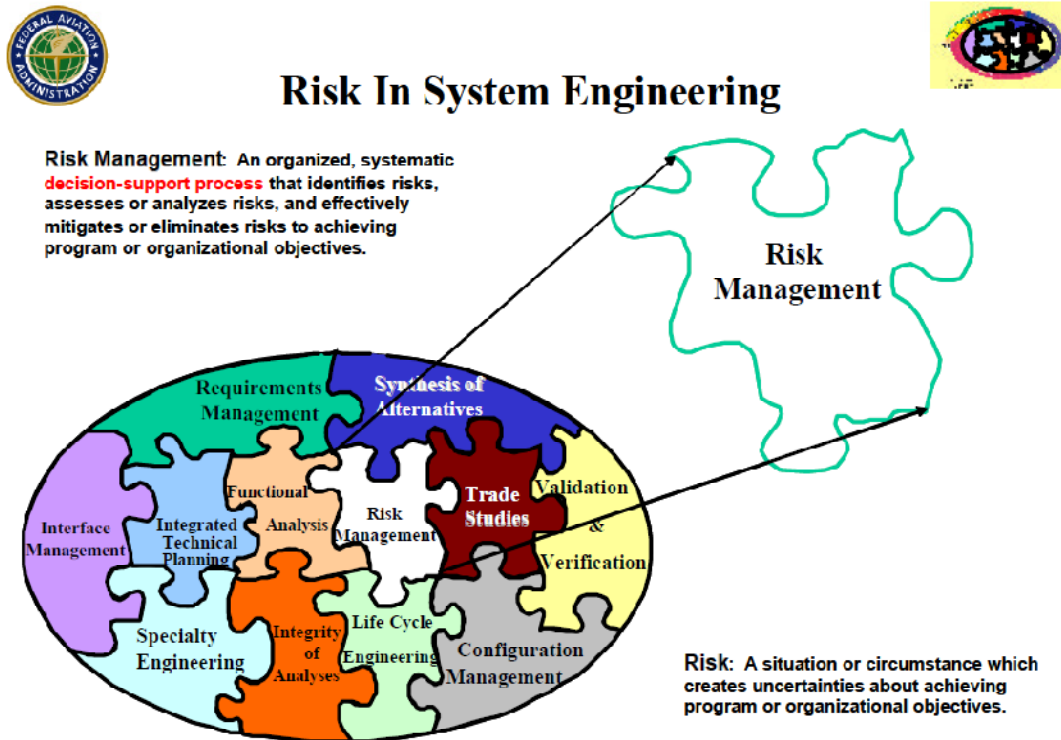 FEDERAL AVIATION
ADMINISTRATION
Risk In System Engineering
Risk Management: An organized, systematic
decision-support process that identifies risks,
assesses or analyzes risks, and effectively
mitigates or eliminates risks to achieving
program or organizational objectives.
Risk
Management
Requirements
Management
Synthesis of
Alternatives
Interface
Management
Integrated
Technical
Planning
Functional
Analysis
Risk
Management
Trade
Studies
Validation
&
Verification
Specialty
Engineering
Integrity
of
Analyses
Life Cycle
Engineering
Configuration
Management
Risk: A situation or circumstance which
creates uncertainties about achieving
program or organizational objectives.